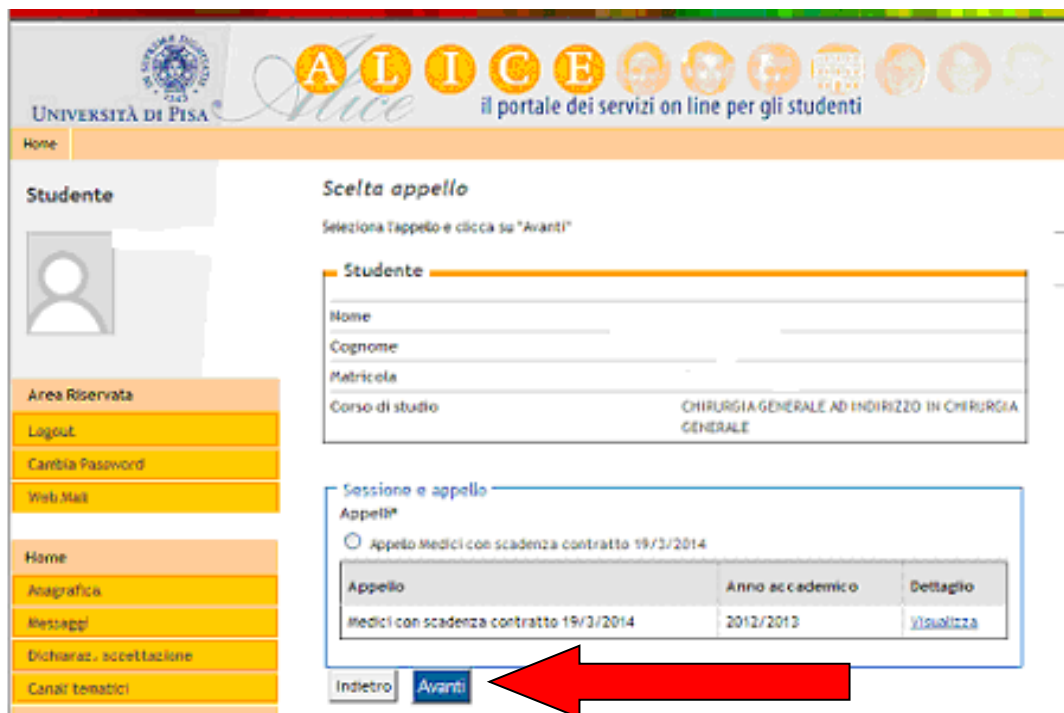 ALICE
Alice
il portale dei servizi on line per gli studenti
UNIVERSITÀ DI PISA
Home
Studente
Scelta appello
Seleziona l'appello e clicca su "Avanti"
Studente
Nome
Cognome
Matricola
Corso di studio
CHIRURGIA GENERALE AD INDIRIZZO IN CHIRURGIA
GENERALE
Area Riservata
Logout
Cambia Password
Web Mail
Home
Anagrafica
Messaggi
Dichiaraz. accettazione
Canali tematici
Sessione e appello
Appelli*
Appello Medici con scadenza contratto 19/3/2014
Appello Anno accademico Dettaglio
Medici con scadenza contratto 19/3/2014 2012/2013 Visualizza
Indietro Avanti